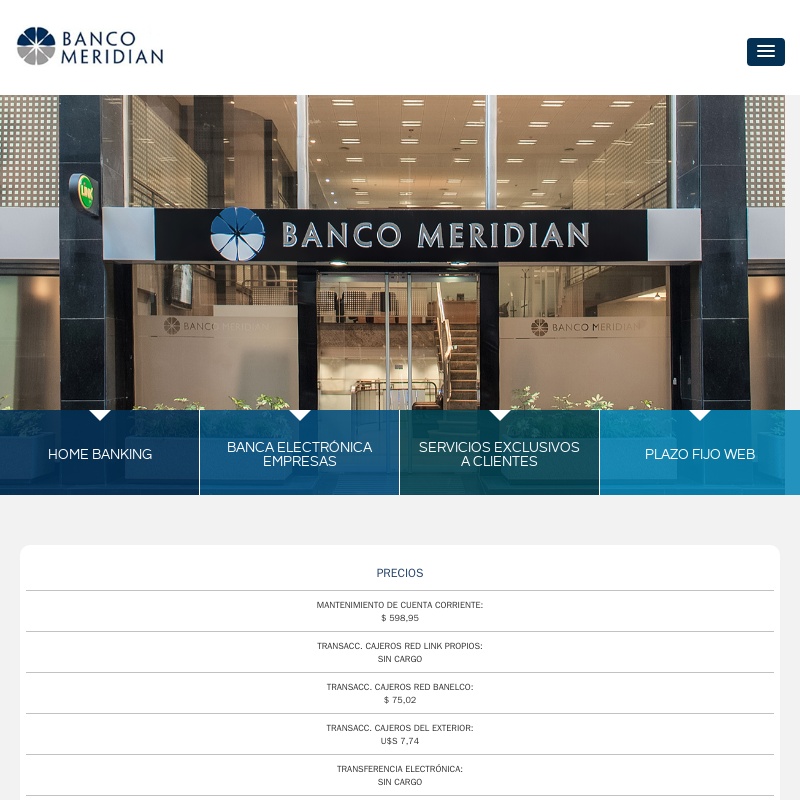 BANCO
MERIDIAN
LINK
BANCO MERIDIAN
BANCO MERIDIAN
BANCO MERIDIAN
HOME BANKING
BANCA ELECTRÓNICA
EMPRESAS
SERVICIOS EXCLUSIVOS
A CLIENTES
PLAZO FIJO WEB
PRECIOS
MANTENIMIENTO DE CUENTA CORRIENTE:
$ 598,95
TRANSACC. CAJEROS RED LINK PROPIOS:
SIN CARGO
TRANSACC. CAJEROS RED BANELCO:
$ 75,02
TRANSACC. CAJEROS DEL EXTERIOR:
U$S 7,74
TRANSFERENCIA ELECTRÓNICA:
SIN CARGO